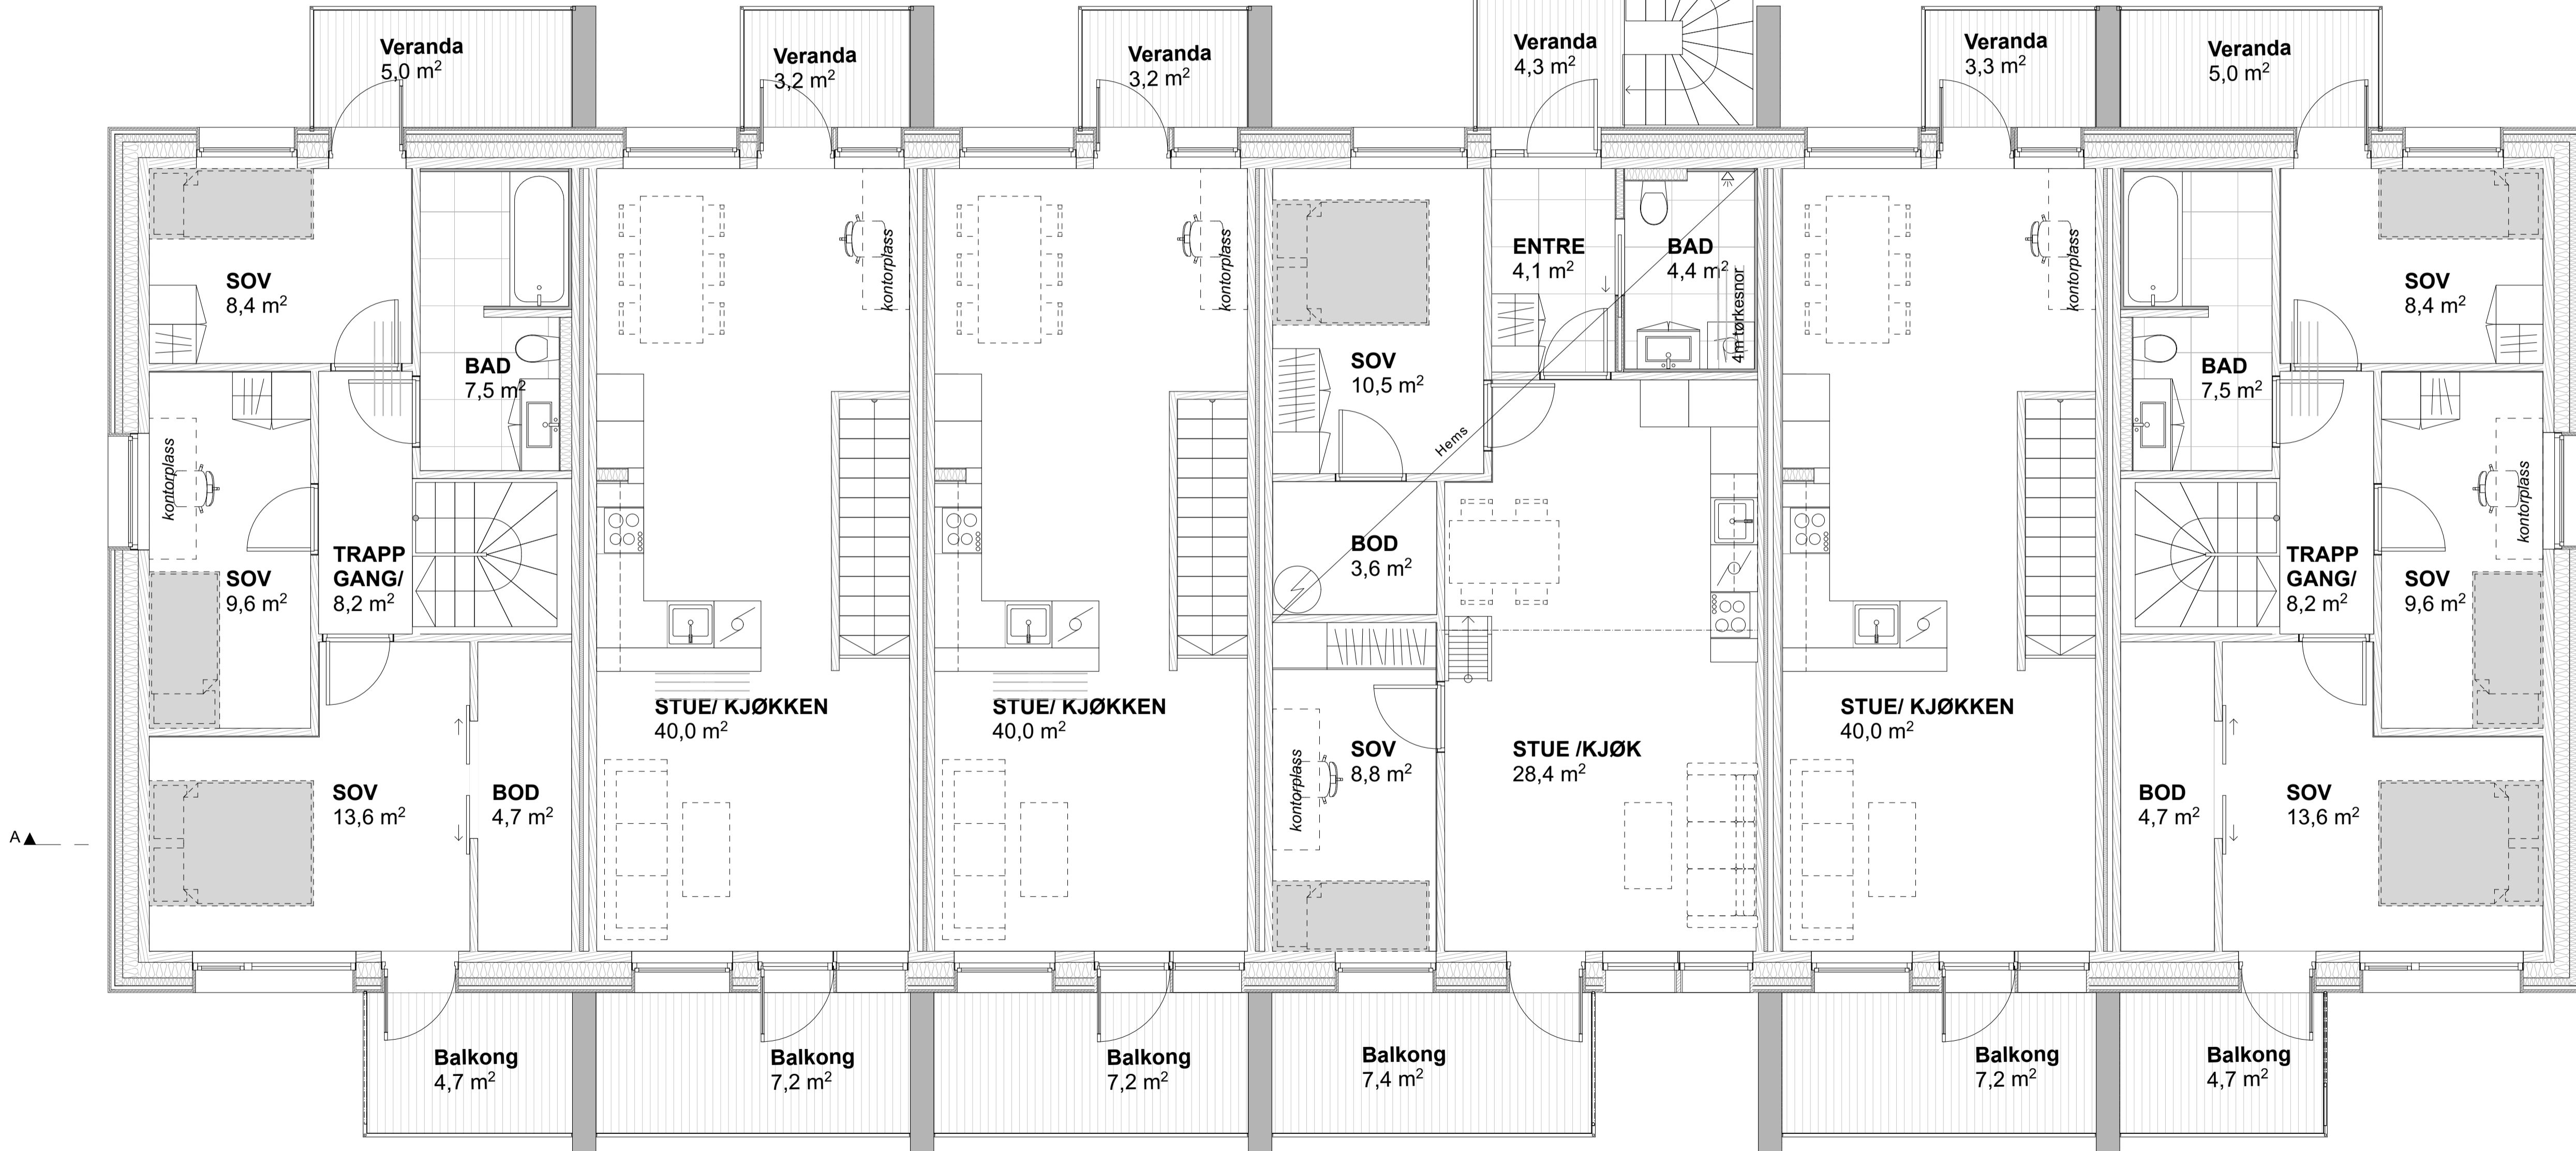 Veranda
5,0 m²
Veranda
3,2 m²
Veranda
3,2 m²
Veranda
4,3 m²
Veranda
3,3 m²
Veranda
5,0 m²
SOV
8,4 m²
BAD
7,5 m²
kontorplass
SOV
9,6 m²
TRAPP
GANG/
8,2 m²
SOV
13,6 m²
BOD
4,7 m²
kontorplass
STUE/ KJØKKEN
40,0 m²
kontorplass
STUE/ KJØKKEN
40,0 m²
SOV
10,5 m²
ENTRE
4,1 m²
BAD
4,4 m²
4m tørkesnor
Hems
BOD
3,6 m²
kontorplass
SOV
8,8 m²
STUE /KJØK
28,4 m²
kontorplass
STUE/ KJØKKEN
40,0 m²
BAD
7,5 m²
SOV
8,4 m²
TRAPP
GANG/
8,2 m²
kontorplass
SOV
9,6 m²
BOD
4,7 m²
SOV
13,6 m²
A
Balkong
4,7 m²
Balkong
7,2 m²
Balkong
7,2 m²
Balkong
7,4 m²
Balkong
7,2 m²
Balkong
4,7 m²